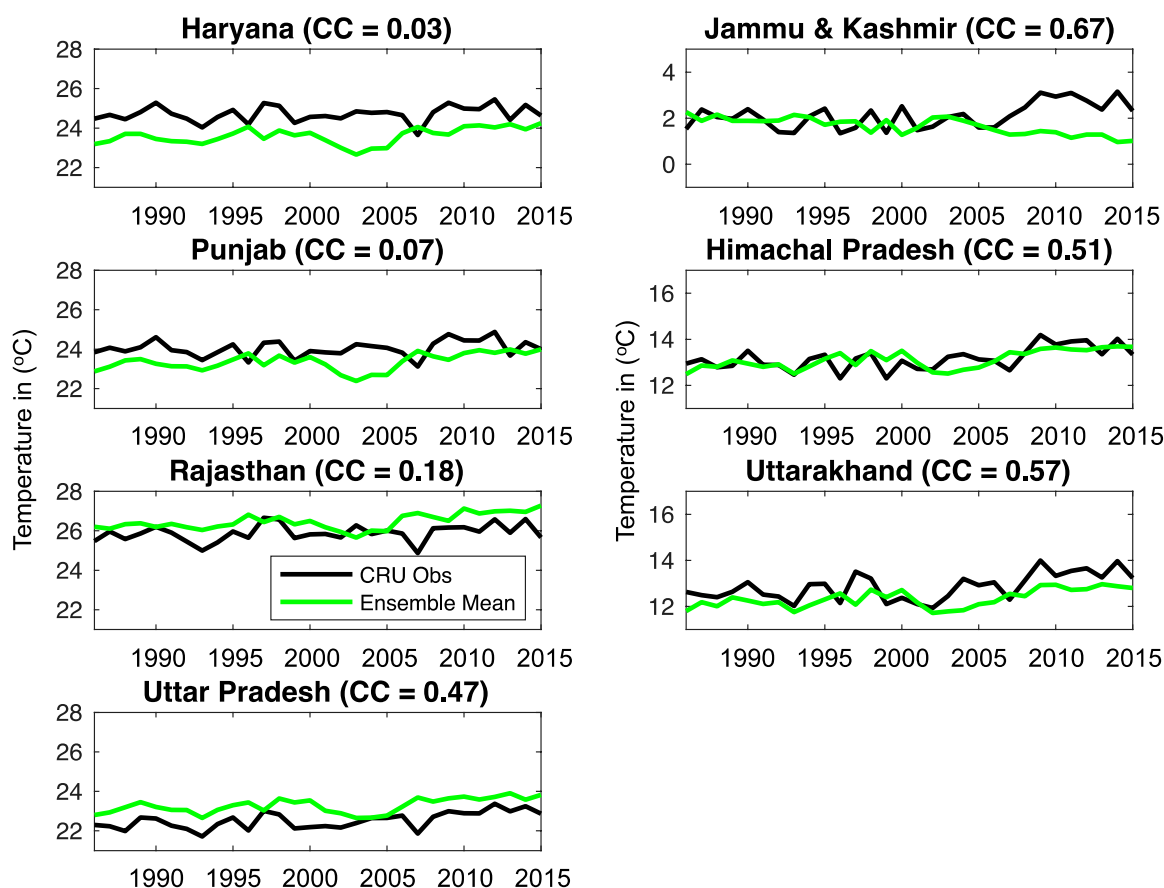 Haryana (CC = 0.03)
28
26
24
22
1990 1995 2000 2005 2010 2015
Jammu & Kashmir (CC = 0.67)
4
2
0
1990 1995 2000 2005 2010 2015
Punjab (CC = 0.07)
28
26
24
22
1990 1995 2000 2005 2010 2015
Himachal Pradesh (CC = 0.51)
16
14
12
1990 1995 2000 2005 2010 2015
Temperature in (ºC)
Temperature in (ºC)
Rajasthan (CC = 0.18)
28
26
24
22
CRU Obs
Ensemble Mean
1990 1995 2000 2005 2010 2015
Uttarakhand (CC = 0.57)
16
14
12
1990 1995 2000 2005 2010 2015
Uttar Pradesh (CC = 0.47)
28
26
24
22
1990 1995 2000 2005 2010 2015